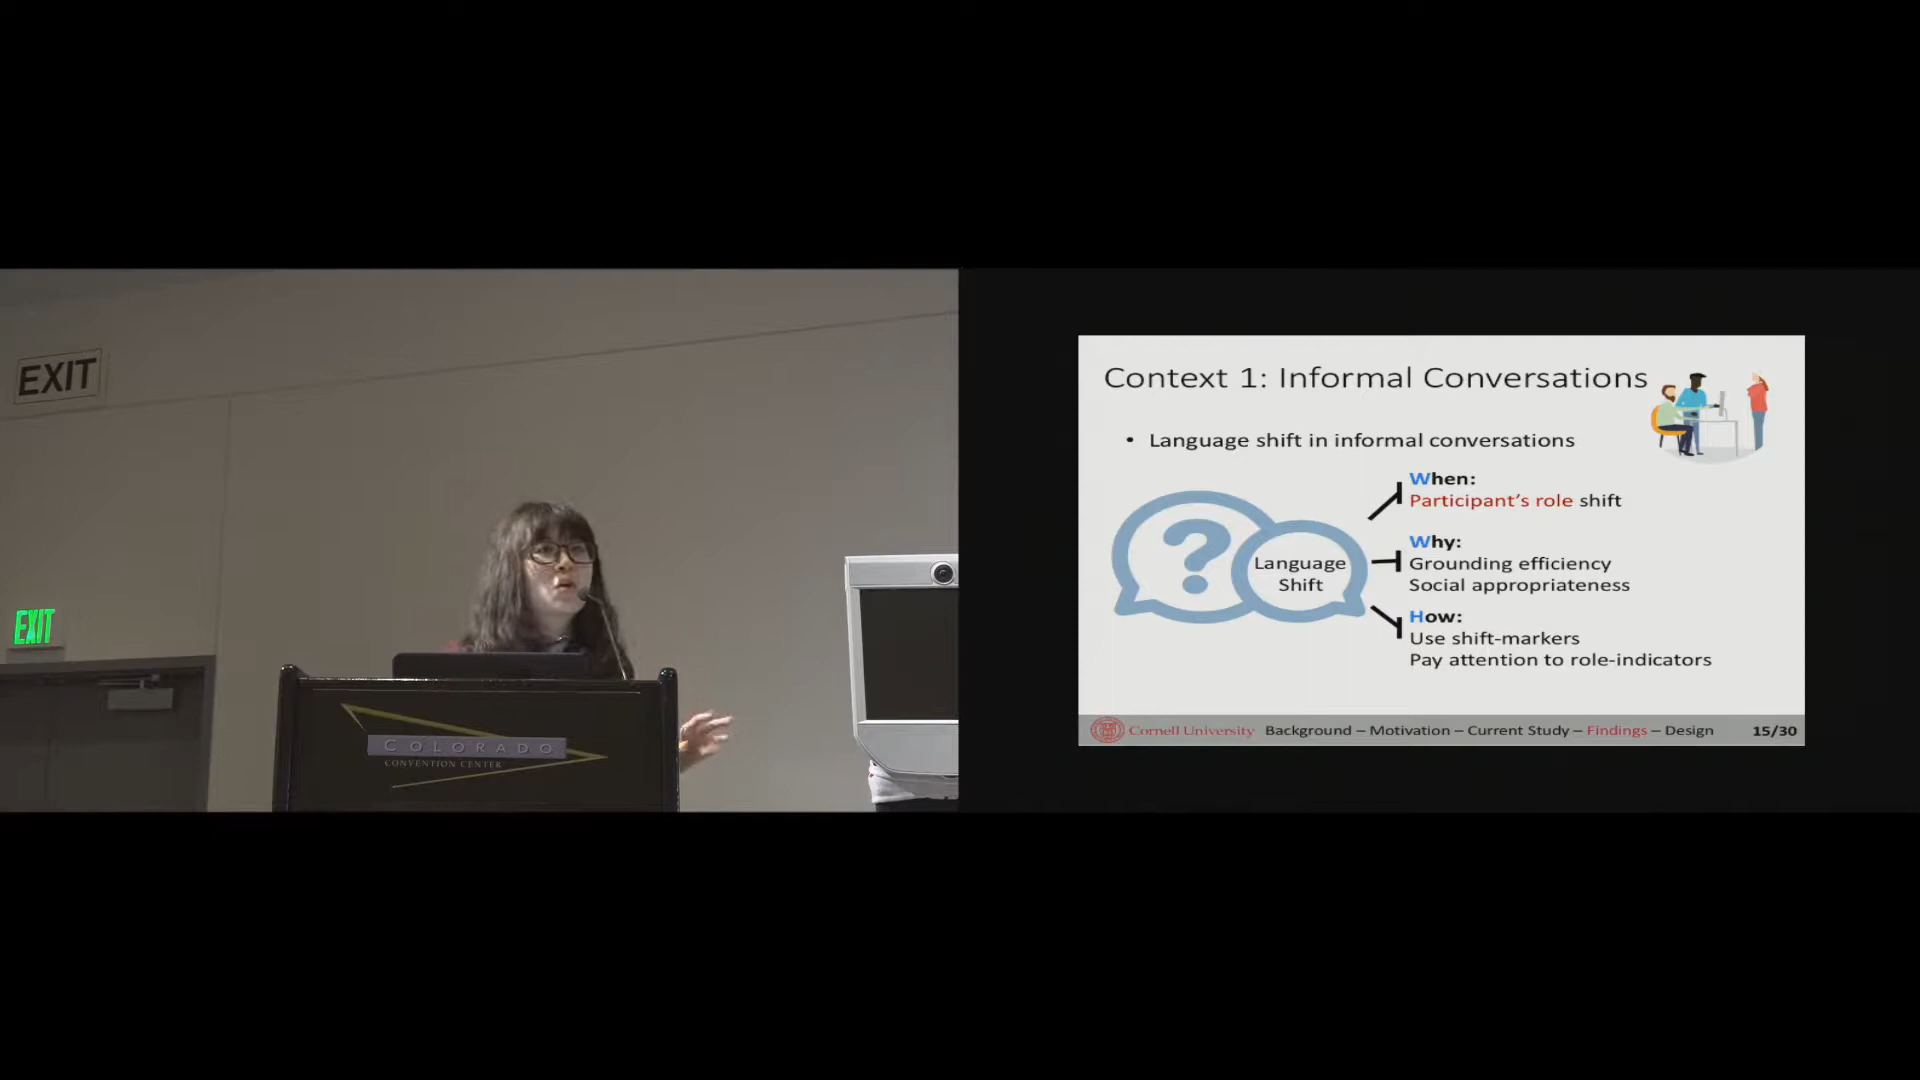 EXIT
EXIT
COLORADO
CONVENTION CENTER
Context 1: Informal Conversations
• Language shift in informal conversations
?
Language
Shift
When:
Participant's role shift
Why:
Grounding efficiency
Social appropriateness
How:
Use shift-markers
Pay attention to role-indicators
Cornell University Background – Motivation – Current Study – Findings – Design 15/30